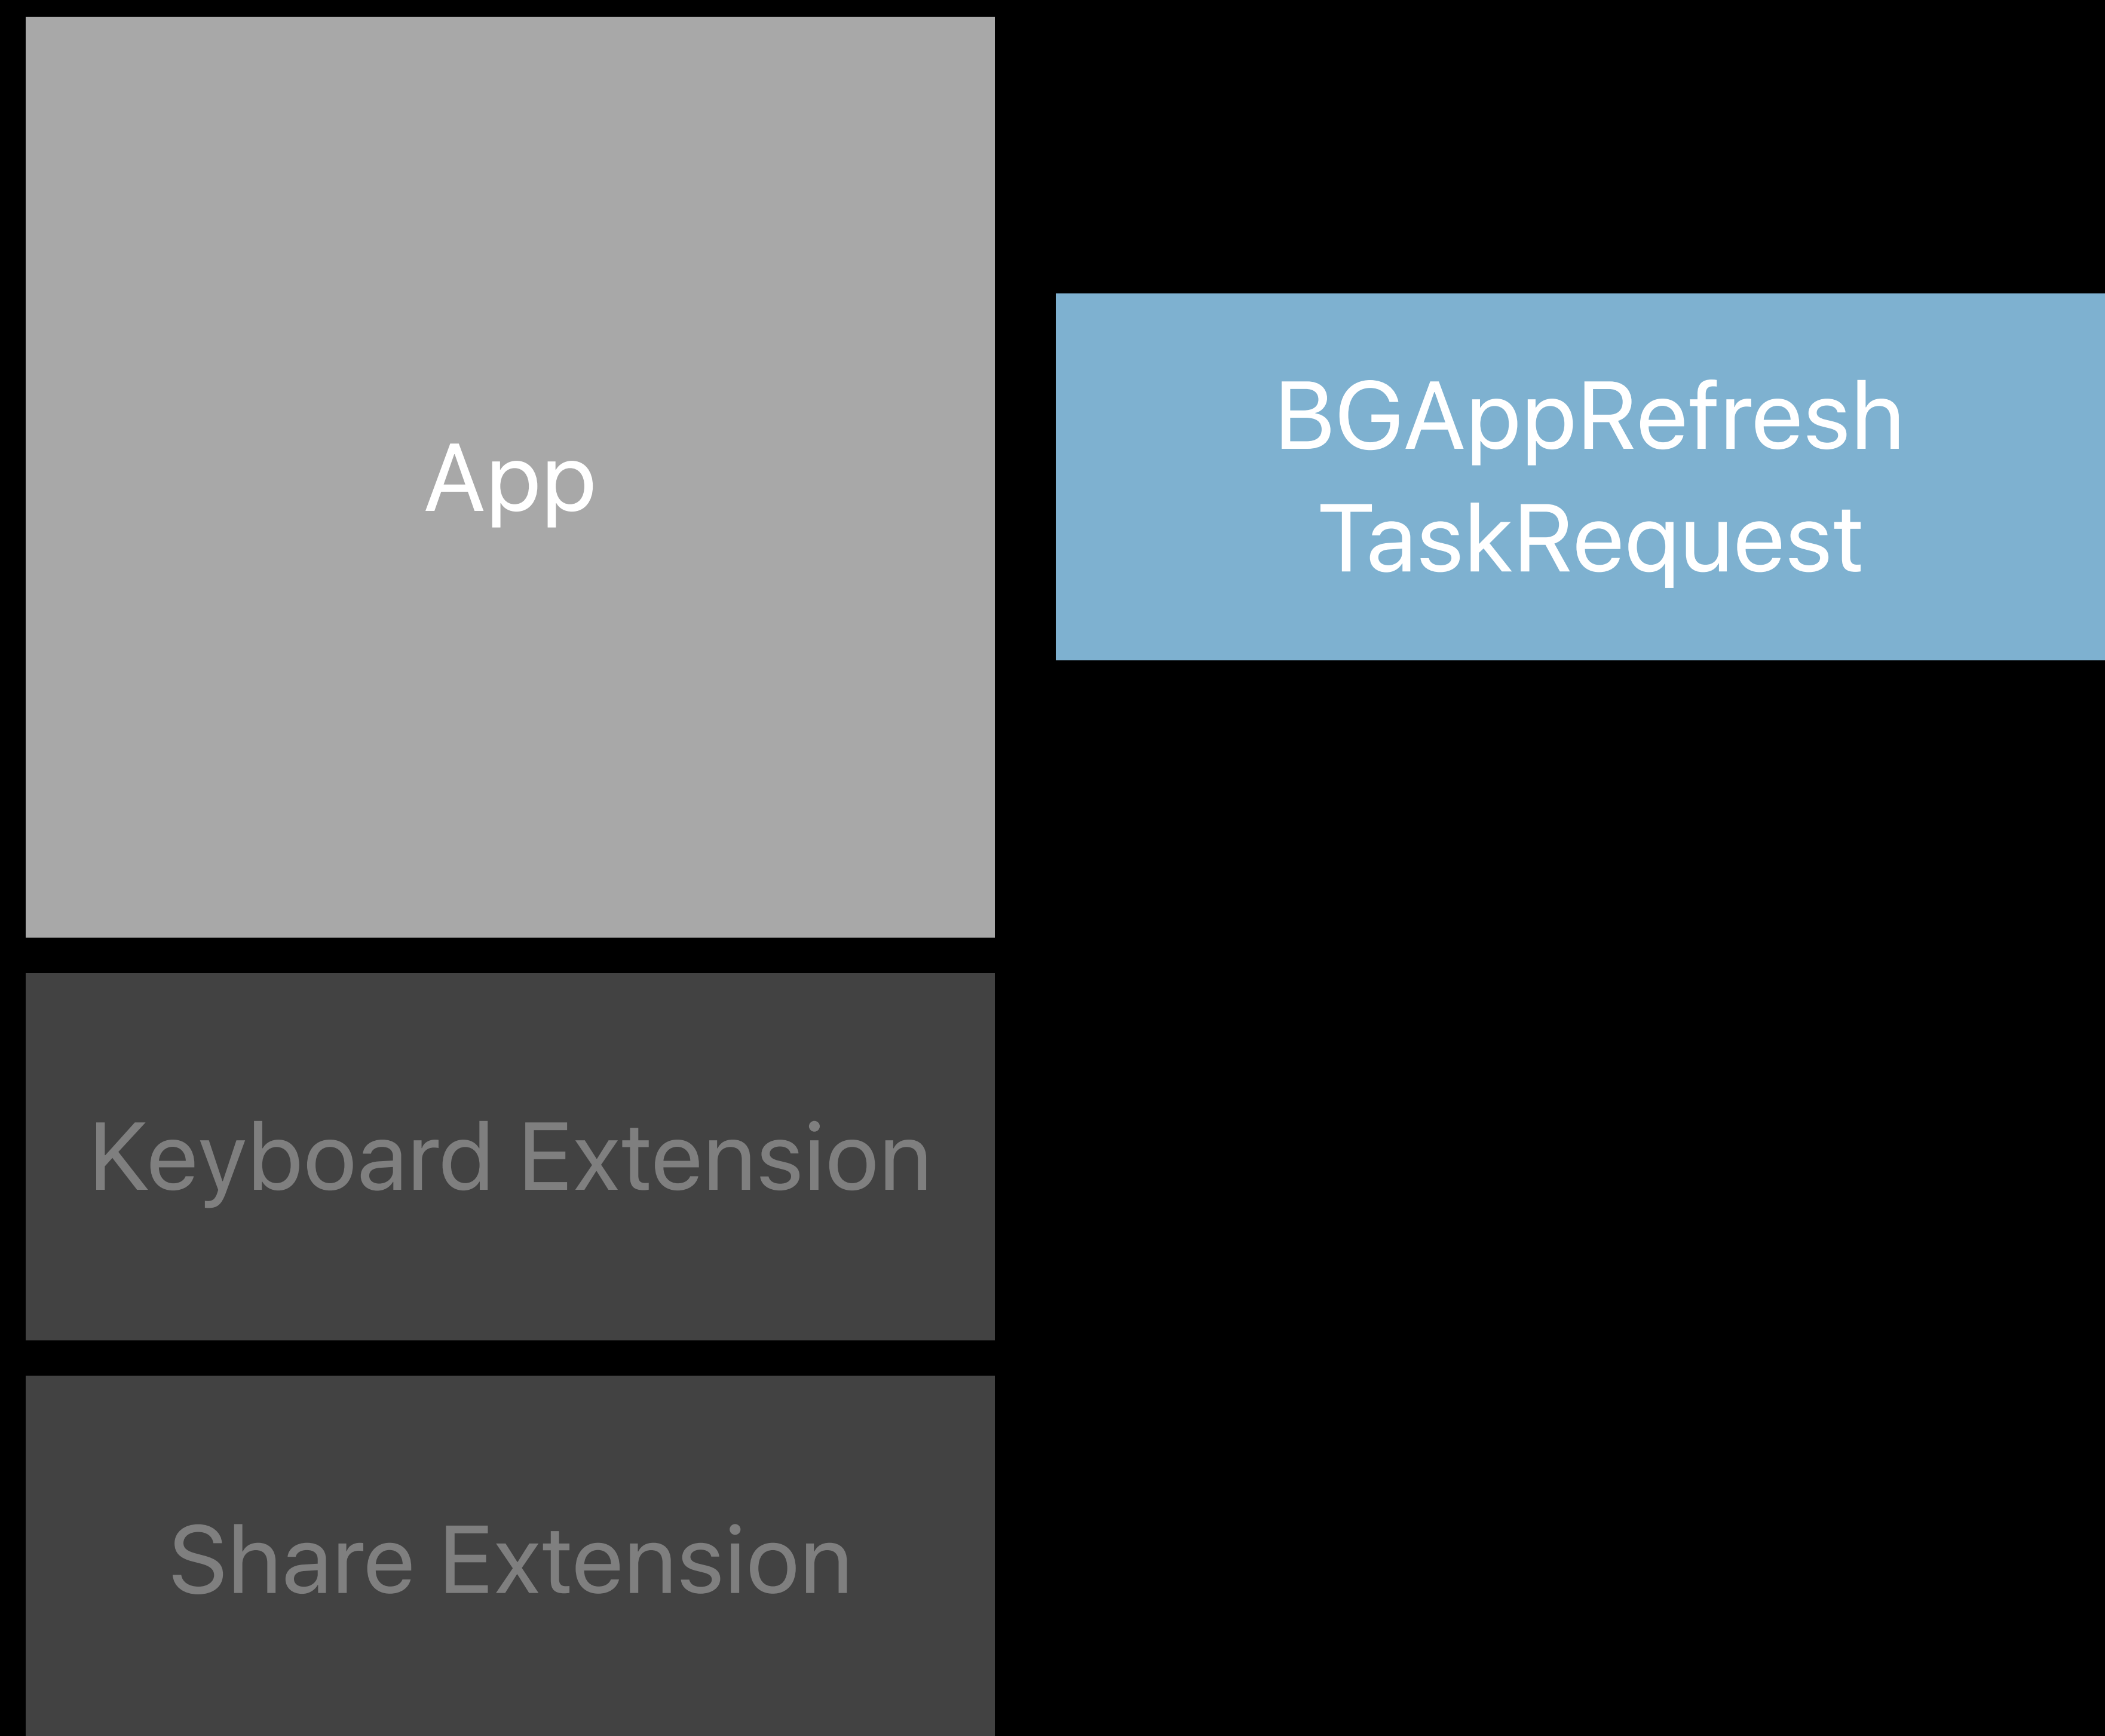 App
BGAppRefresh
TaskRequest
Keyboard Extension
Share Extension